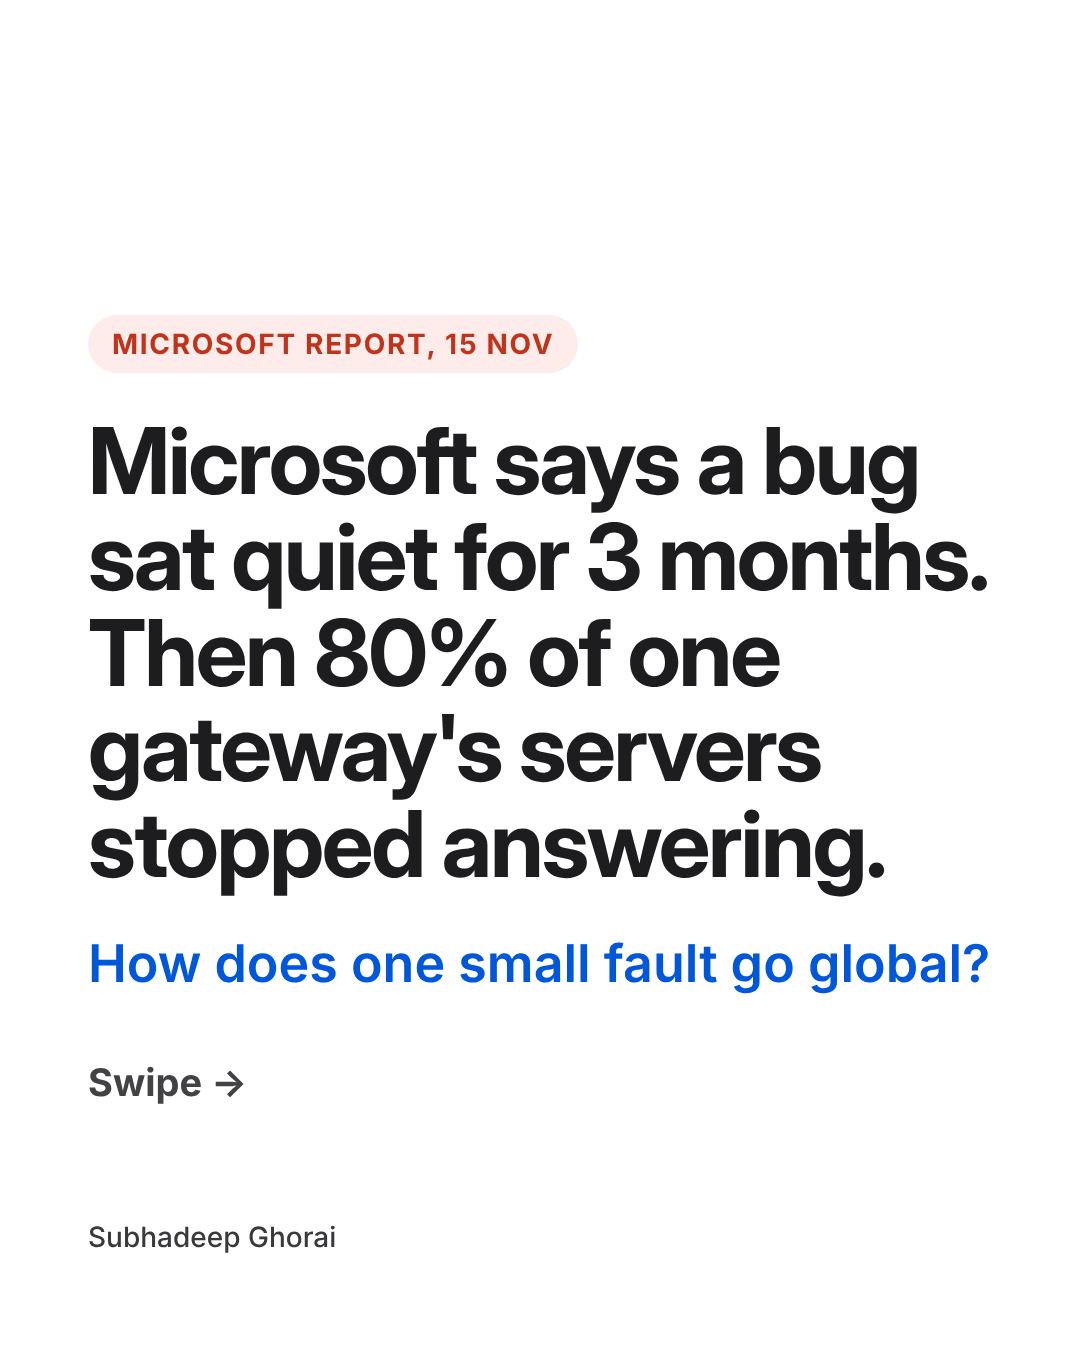 MICROSOFT REPORT, 15 NOV
Microsoft says a bug
sat quiet for 3 months.
Then 80% of one
gateway's servers
stopped answering.
How does one small fault go global?
Swipe →
Subhadeep Ghorai